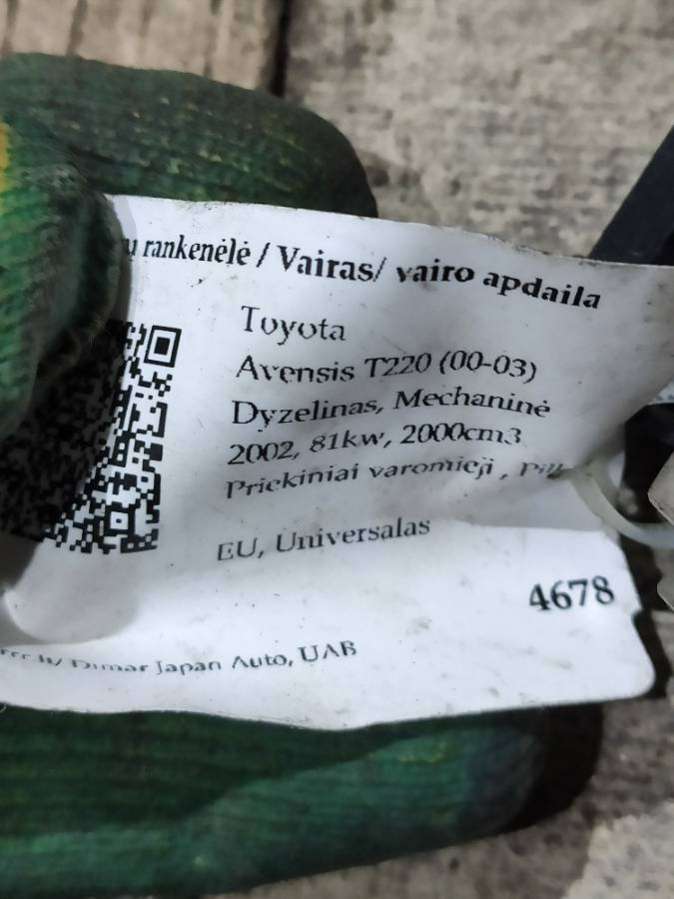 rankenėlė / Vairas/ vairo apdaila
Toyota
Avensis T220 (00-03)
Dyzelinas, Mechaninė
2002, 81kw, 2000cm3
Priekiniai varomieji ,
EU, Universalas
4678
Dimar Japan Auto, UAB